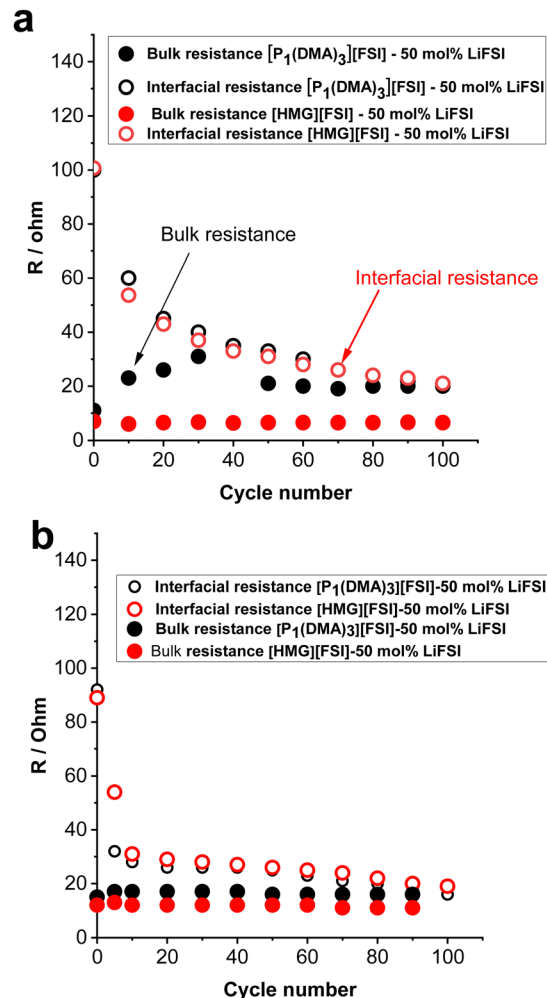 a
Bulk resistance [P₁(DMA)₃][FSI] - 50 mol% LiFSI
Interfacial resistance [P₁(DMA)₃][FSI] - 50 mol% LiFSI
Bulk resistance [HMG][FSI] - 50 mol% LiFSI
Interfacial resistance [HMG][FSI] - 50 mol% LiFSI
140
120
100
80
60
40
20
0
R / ohm
Bulk resistance
Interfacial resistance
0 20 40 60 80 100
Cycle number
b
Interfacial resistance [P₁(DMA)₃][FSI]-50 mol% LiFSI
Interfacial resistance [HMG][FSI]-50 mol% LiFSI
Bulk resistance [P₁(DMA)₃][FSI]-50 mol% LiFSI
Bulk resistance [HMG][FSI]-50 mol% LiFSI
140
120
100
80
60
40
20
0
R / Ohm
0 20 40 60 80 100
Cycle number